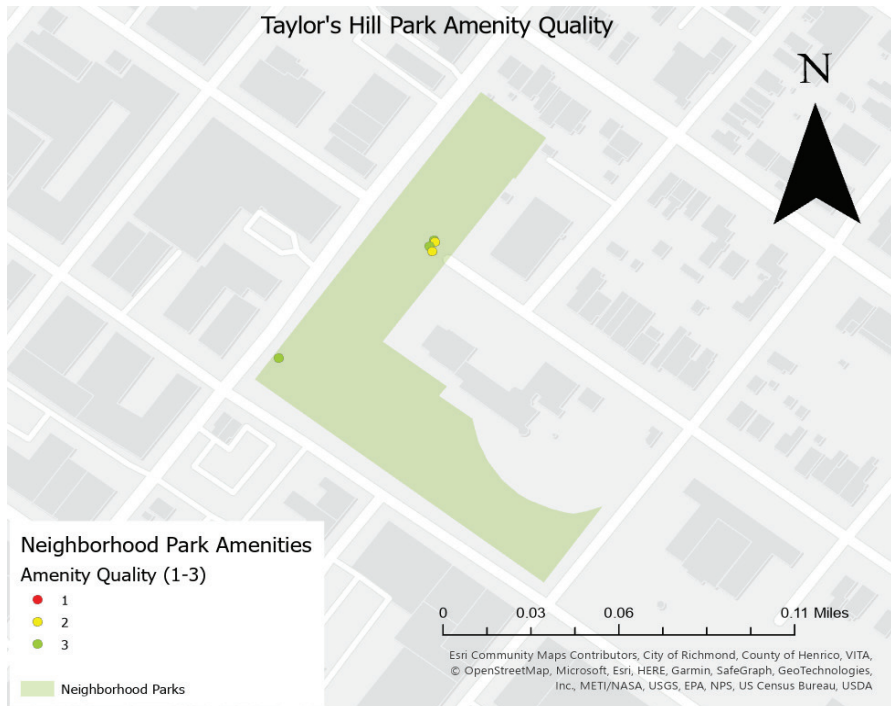 Taylor's Hill Park Amenity Quality
N
Neighborhood Park Amenities
Amenity Quality (1-3)
1
2
3
Neighborhood Parks
0 0.03 0.06 0.11 Miles
Esri Community Maps Contributors, City of Richmond, County of Henrico, VITA,
© OpenStreetMap, Microsoft, Esri, HERE, Garmin, SafeGraph, GeoTechnologies,
Inc., METI/NASA, USGS, EPA, NPS, US Census Bureau, USDA